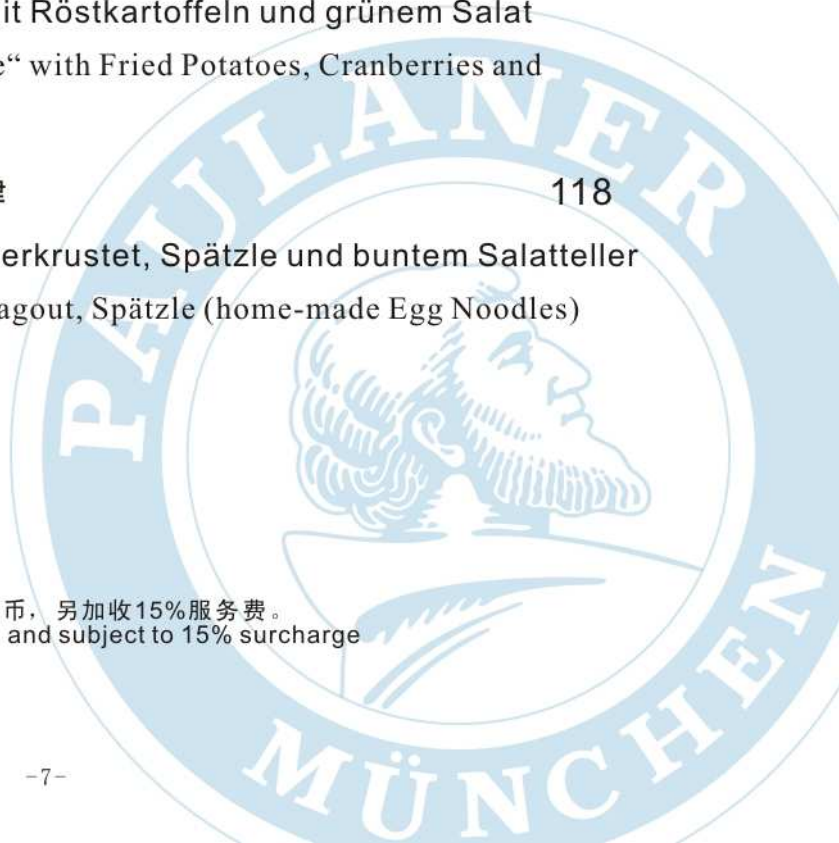 it Röstkartoffeln und grünem Salat
e“ with Fried Potatoes, Cranberries and
118
erkrustet, Spätzle und buntem Salatteller
agout, Spätzle (home-made Egg Noodles)
币，另加收15%服务费。
and subject to 15% surcharge
-7-
PAULANER
MÜNCHEN